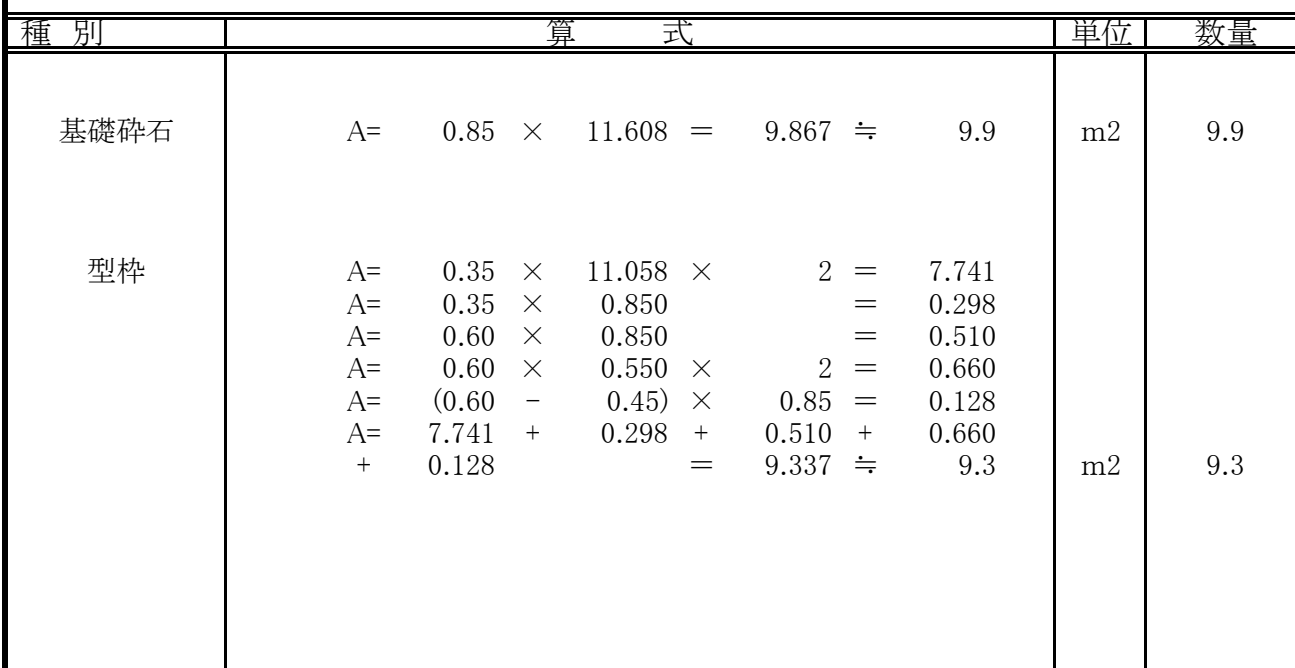 種 別 算 式 単位 数量
基礎砕石 A= 0.85 × 11.608 = 9.867 ≒ 9.9 m2 9.9
型枠 A= 0.35 × 11.058 × 2 = 7.741
A= 0.35 × 0.850 = 0.298
A= 0.60 × 0.850 = 0.510
A= 0.60 × 0.550 × 2 = 0.660
A= (0.60 - 0.45) × 0.85 = 0.128
A= 7.741 + 0.298 + 0.510 + 0.660
+ 0.128 = 9.337 ≒ 9.3 m2 9.3